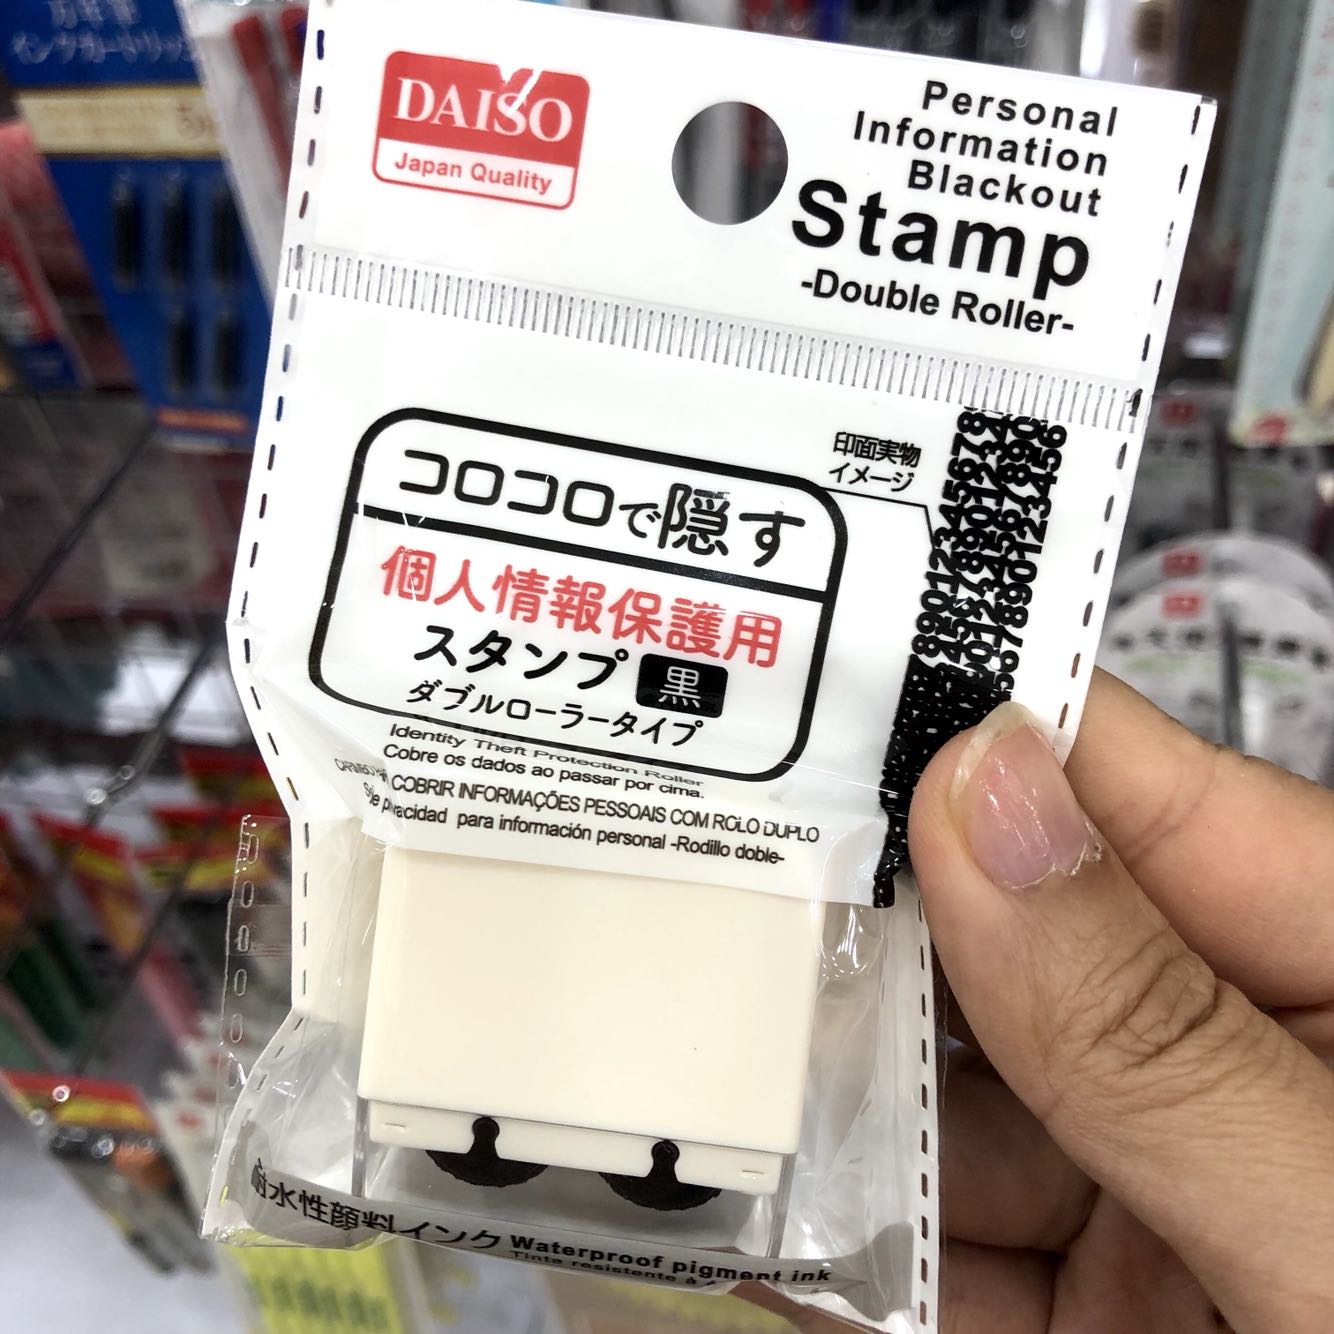 DAISO
Japan Quality
Personal
Information
Blackout
Stamp
-Double Roller-
印面実物
イメージ
コロコロで隠す
個人情報保護用
スタンプ 黒
ダブルローラータイプ
Identity Theft Protection Roller
Cobre os dados ao passar por cima.
COBRIR INFORMAÇÕES PESSOAIS COM ROLO DUPLO
para información personal -Rodillo doble-
耐水性顔料インク Waterproof pigment ink
Tinta resistente à